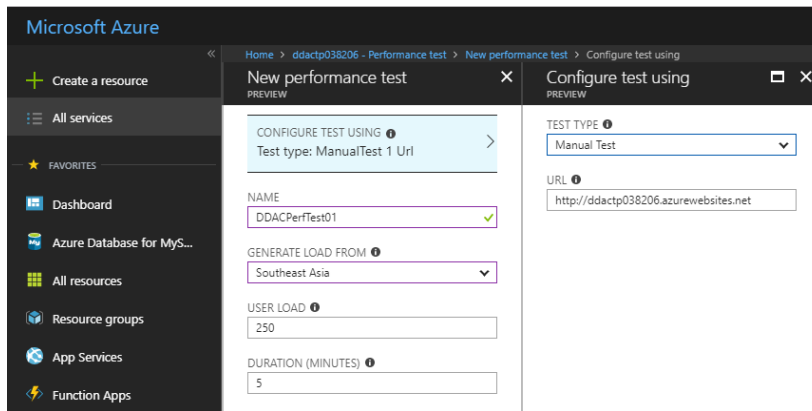 Microsoft Azure
Home > ddactp038206 - Performance test > New performance test > Configure test using
Create a resource
All services
FAVORITES
Dashboard
Azure Database for MyS...
All resources
Resource groups
App Services
Function Apps
New performance test
PREVIEW
CONFIGURE TEST USING
Test type: ManualTest 1 Url
NAME
DDACPerfTest01
GENERATE LOAD FROM
Southeast Asia
USER LOAD
250
DURATION (MINUTES)
5
Configure test using
PREVIEW
TEST TYPE
Manual Test
URL
http://ddactp038206.azurewebsites.net